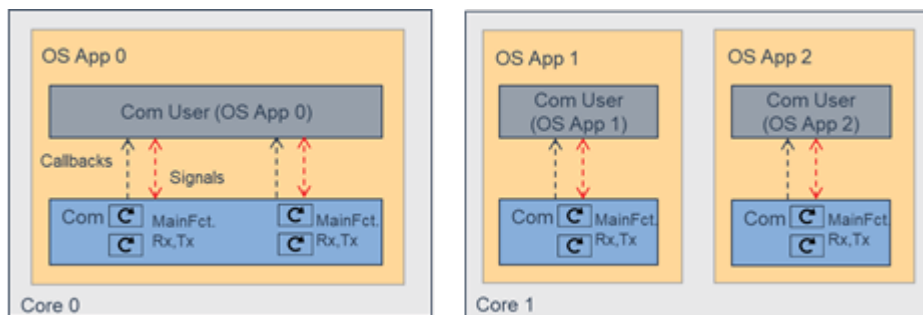 OS App 0
Com User (OS App 0)
Callbacks
Signals
Com
MainFct.
Rx,Tx
MainFct.
Rx,Tx
Core 0
OS App 1
Com User
(OS App 1)
Com
MainFct.
Rx,Tx
OS App 2
Com User
(OS App 2)
Com
MainFct.
Rx,Tx
Core 1